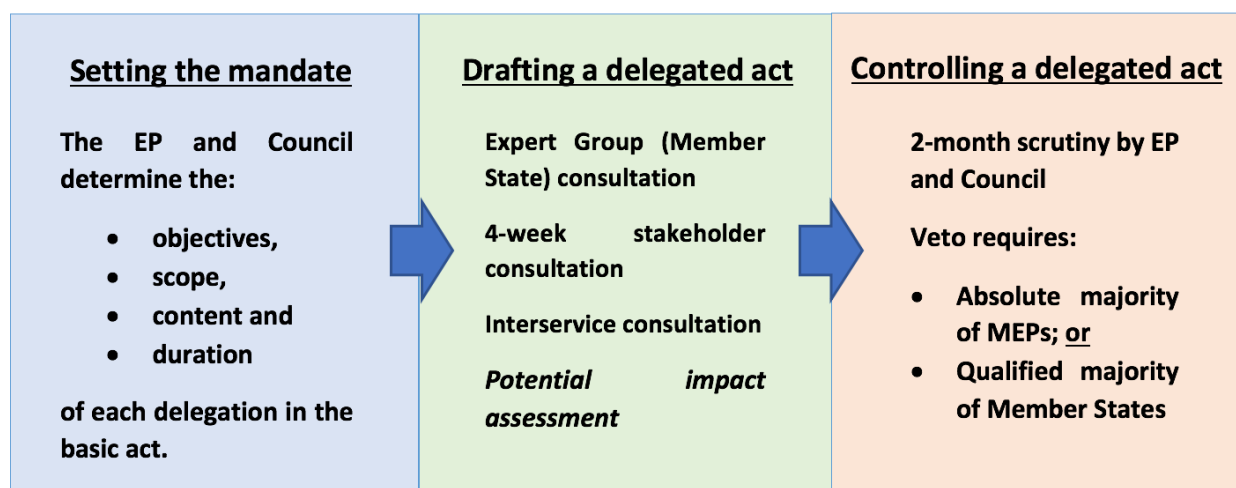 Setting the mandate
The EP and Council
determine the:
• objectives,
• scope,
• content and
• duration
of each delegation in the
basic act.
Drafting a delegated act
Expert Group (Member
State) consultation
4-week stakeholder
consultation
Interservice consultation
Potential impact
assessment
Controlling a delegated act
2-month scrutiny by EP
and Council
Veto requires:
• Absolute majority
of MEPs; or
• Qualified majority
of Member States